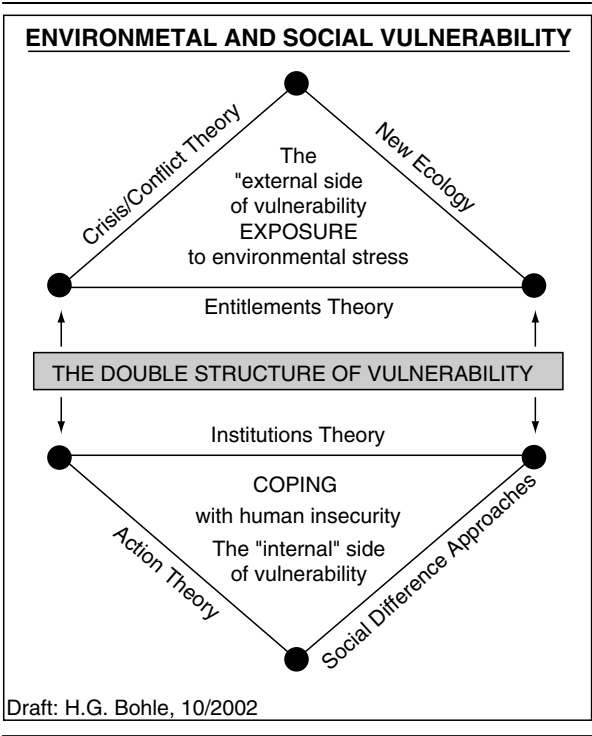 ENVIRONMETAL AND SOCIAL VULNERABILITY
Crisis/Conflict Theory
New Ecology
The
"external side
of vulnerability
EXPOSURE
to environmental stress
Entitlements Theory
THE DOUBLE STRUCTURE OF VULNERABILITY
Institutions Theory
COPING
with human insecurity
The "internal" side
of vulnerability
Action Theory
Social Difference Approaches
Draft: H.G. Bohle, 10/2002